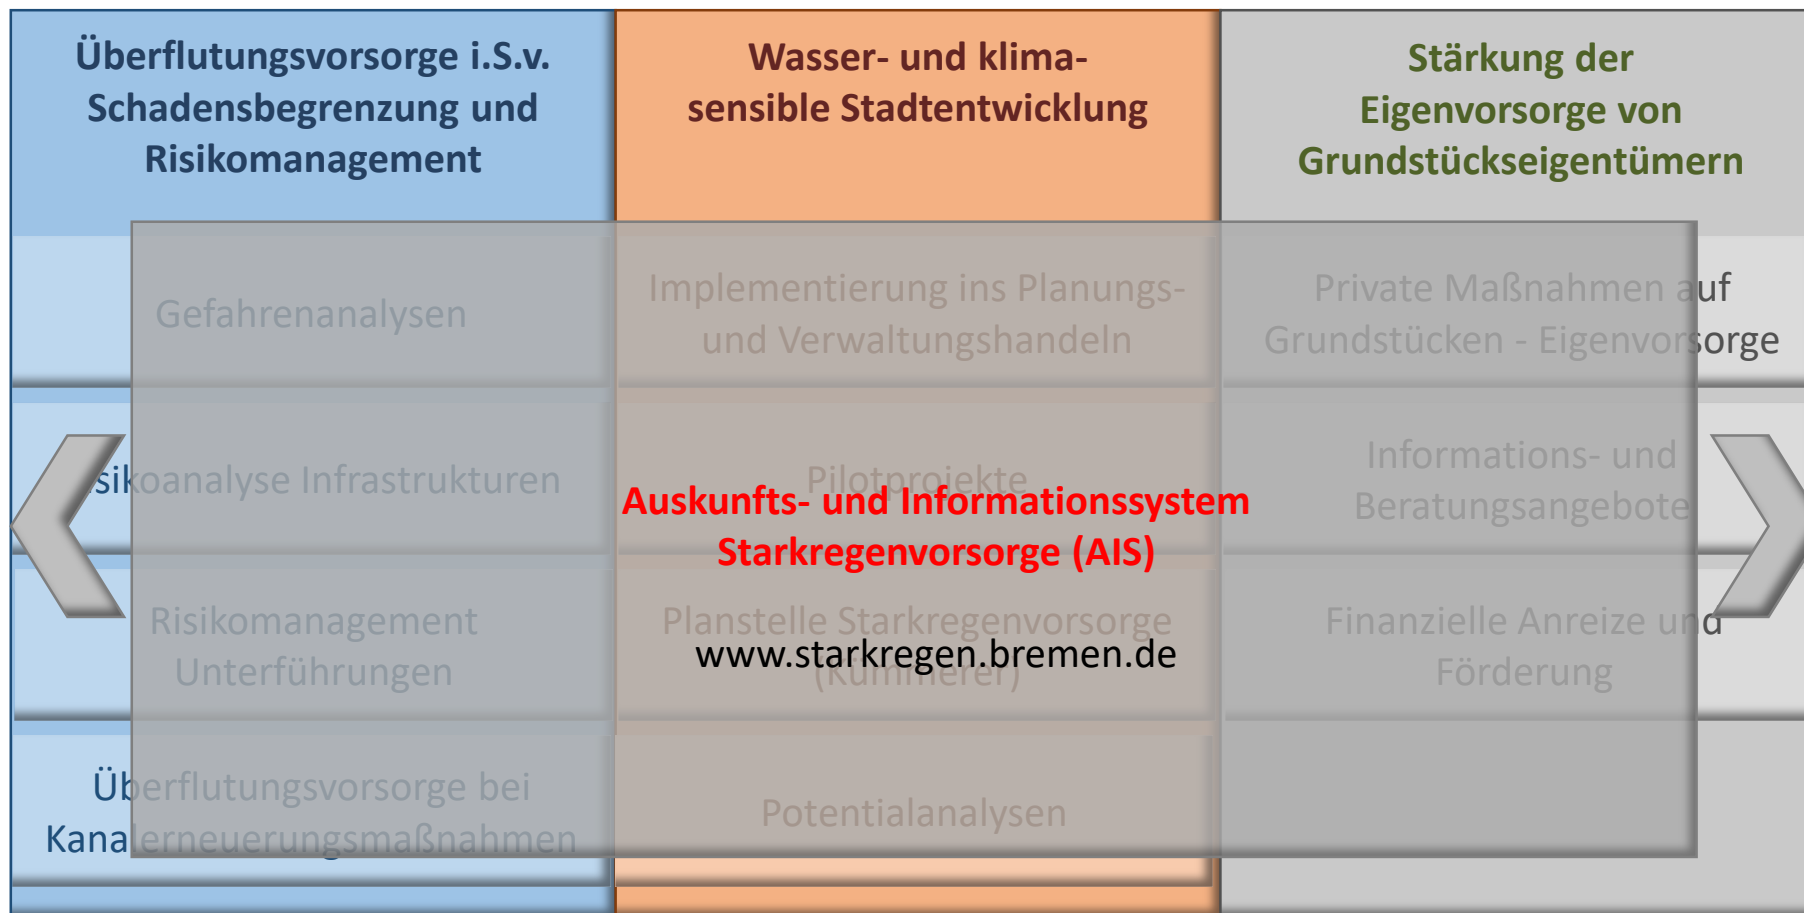 Überflutungsvorsorge i.S.v.
Schadensbegrenzung und
Risikomanagement
Gefahrenanalysen
sikoanalyse Infrastrukturen
Risikomanagement
Unterführungen
Überflutungsvorsorge bei
Kanalerneuerungsmaßnahmen
Wasser- und klima-
sensible Stadtentwicklung
Implementierung ins Planungs-
und Verwaltungshandeln
Pilotprojekte
Auskunfts- und Informationssystem
Starkregenvorsorge (AIS)
Planstelle Starkregenvorsorge
(Kümmerer)
www.starkregen.bremen.de
Potentialanalysen
Stärkung der
Eigenvorsorge von
Grundstückseigentümern
Private Maßnahmen auf
Grundstücken - Eigenvorsorge
Informations- und
Beratungsangebote
Finanzielle Anreize und
Förderung